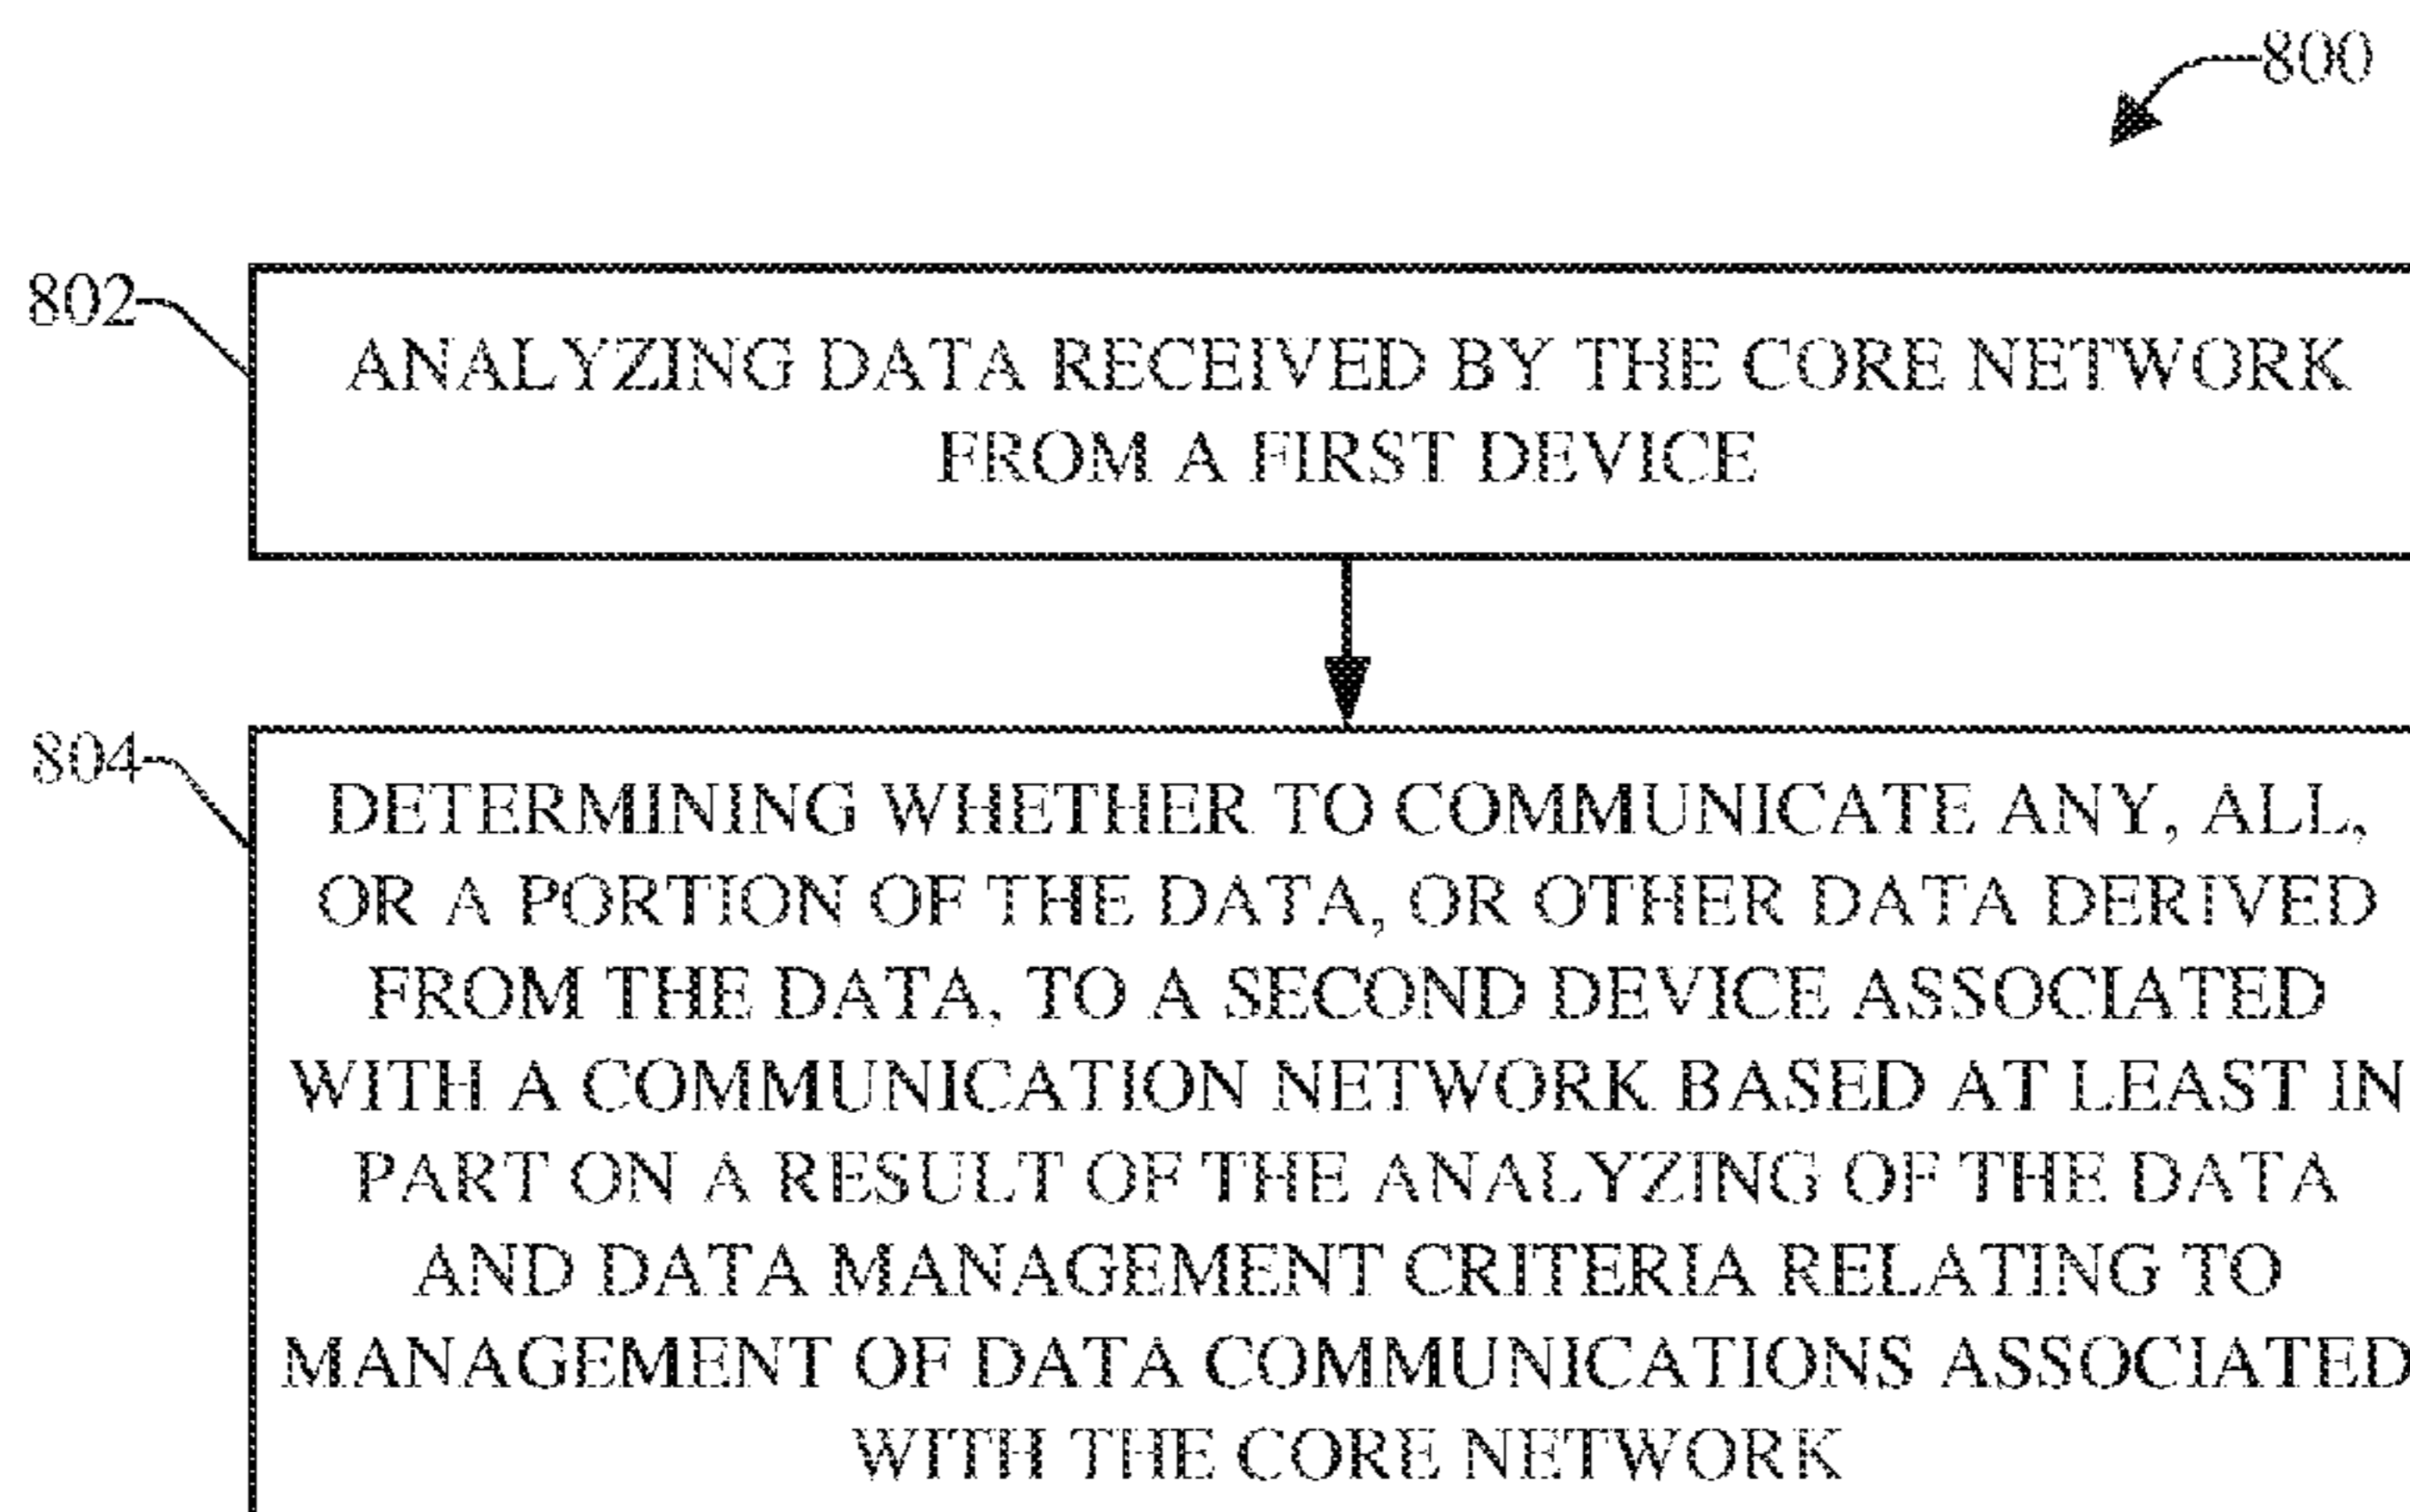 800
802
ANALYZING DATA RECEIVED BY THE CORE NETWORK
FROM A FIRST DEVICE
804
DETERMINING WHETHER TO COMMUNICATE ANY, ALL,
OR A PORTION OF THE DATA, OR OTHER DATA DERIVED
FROM THE DATA, TO A SECOND DEVICE ASSOCIATED
WITH A COMMUNICATION NETWORK BASED AT LEAST IN
PART ON A RESULT OF THE ANALYZING OF THE DATA
AND DATA MANAGEMENT CRITERIA RELATING TO
MANAGEMENT OF DATA COMMUNICATIONS ASSOCIATED
WITH THE CORE NETWORK